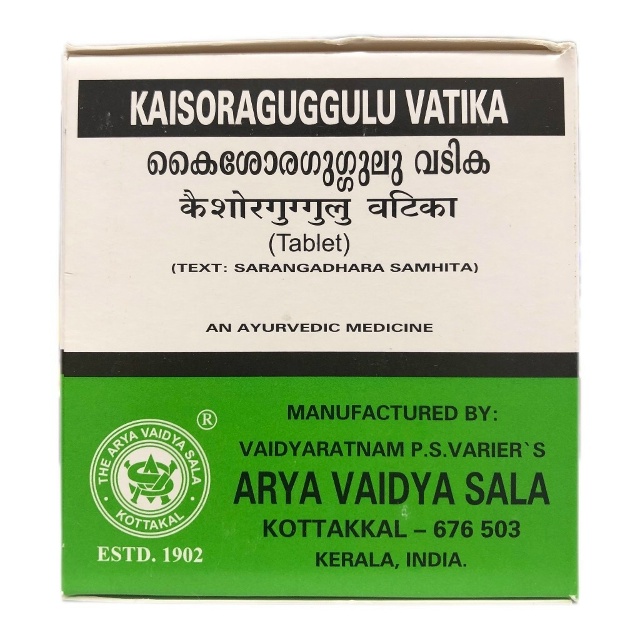 KAISORAGUGGULU VATIKA
കൈശോരഗുഗ്ഗുലു വടിക
कैशोरगुग्गुलु वटिका
(Tablet)
(TEXT: SARANGADHARA SAMHITA)
AN AYURVEDIC MEDICINE
THE ARYA VAIDYA SALA
• KOTTAKAL •
®
ESTD. 1902
MANUFACTURED BY:
VAIDYARATNAM P.S.VARIER`S
ARYA VAIDYA SALA
KOTTAKKAL – 676 503
KERALA, INDIA.